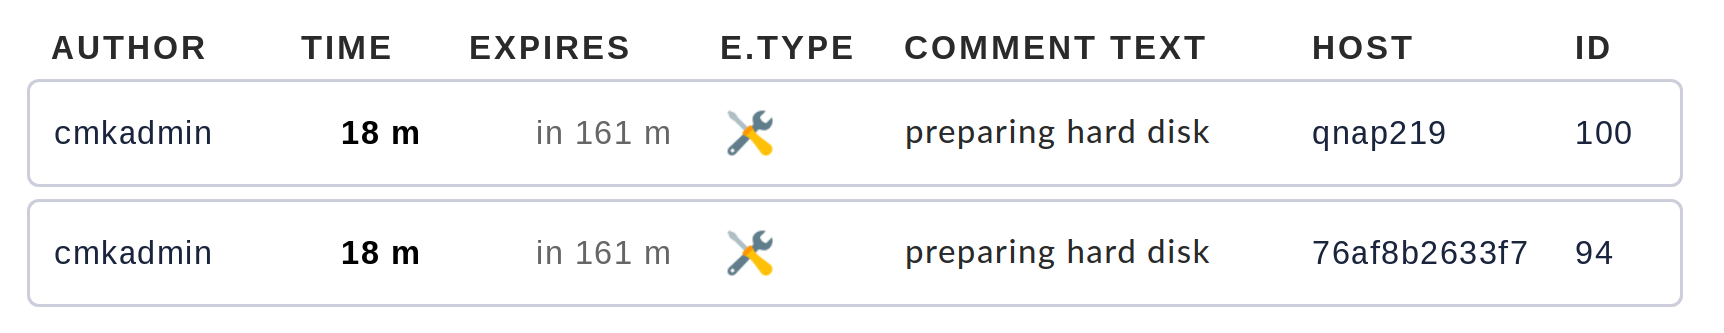 AUTHOR TIME EXPIRES E.TYPE COMMENT TEXT HOST ID
cmkadmin 18 m in 161 m preparing hard disk qnap219 100
cmkadmin 18 m in 161 m preparing hard disk 76af8b2633f7 94